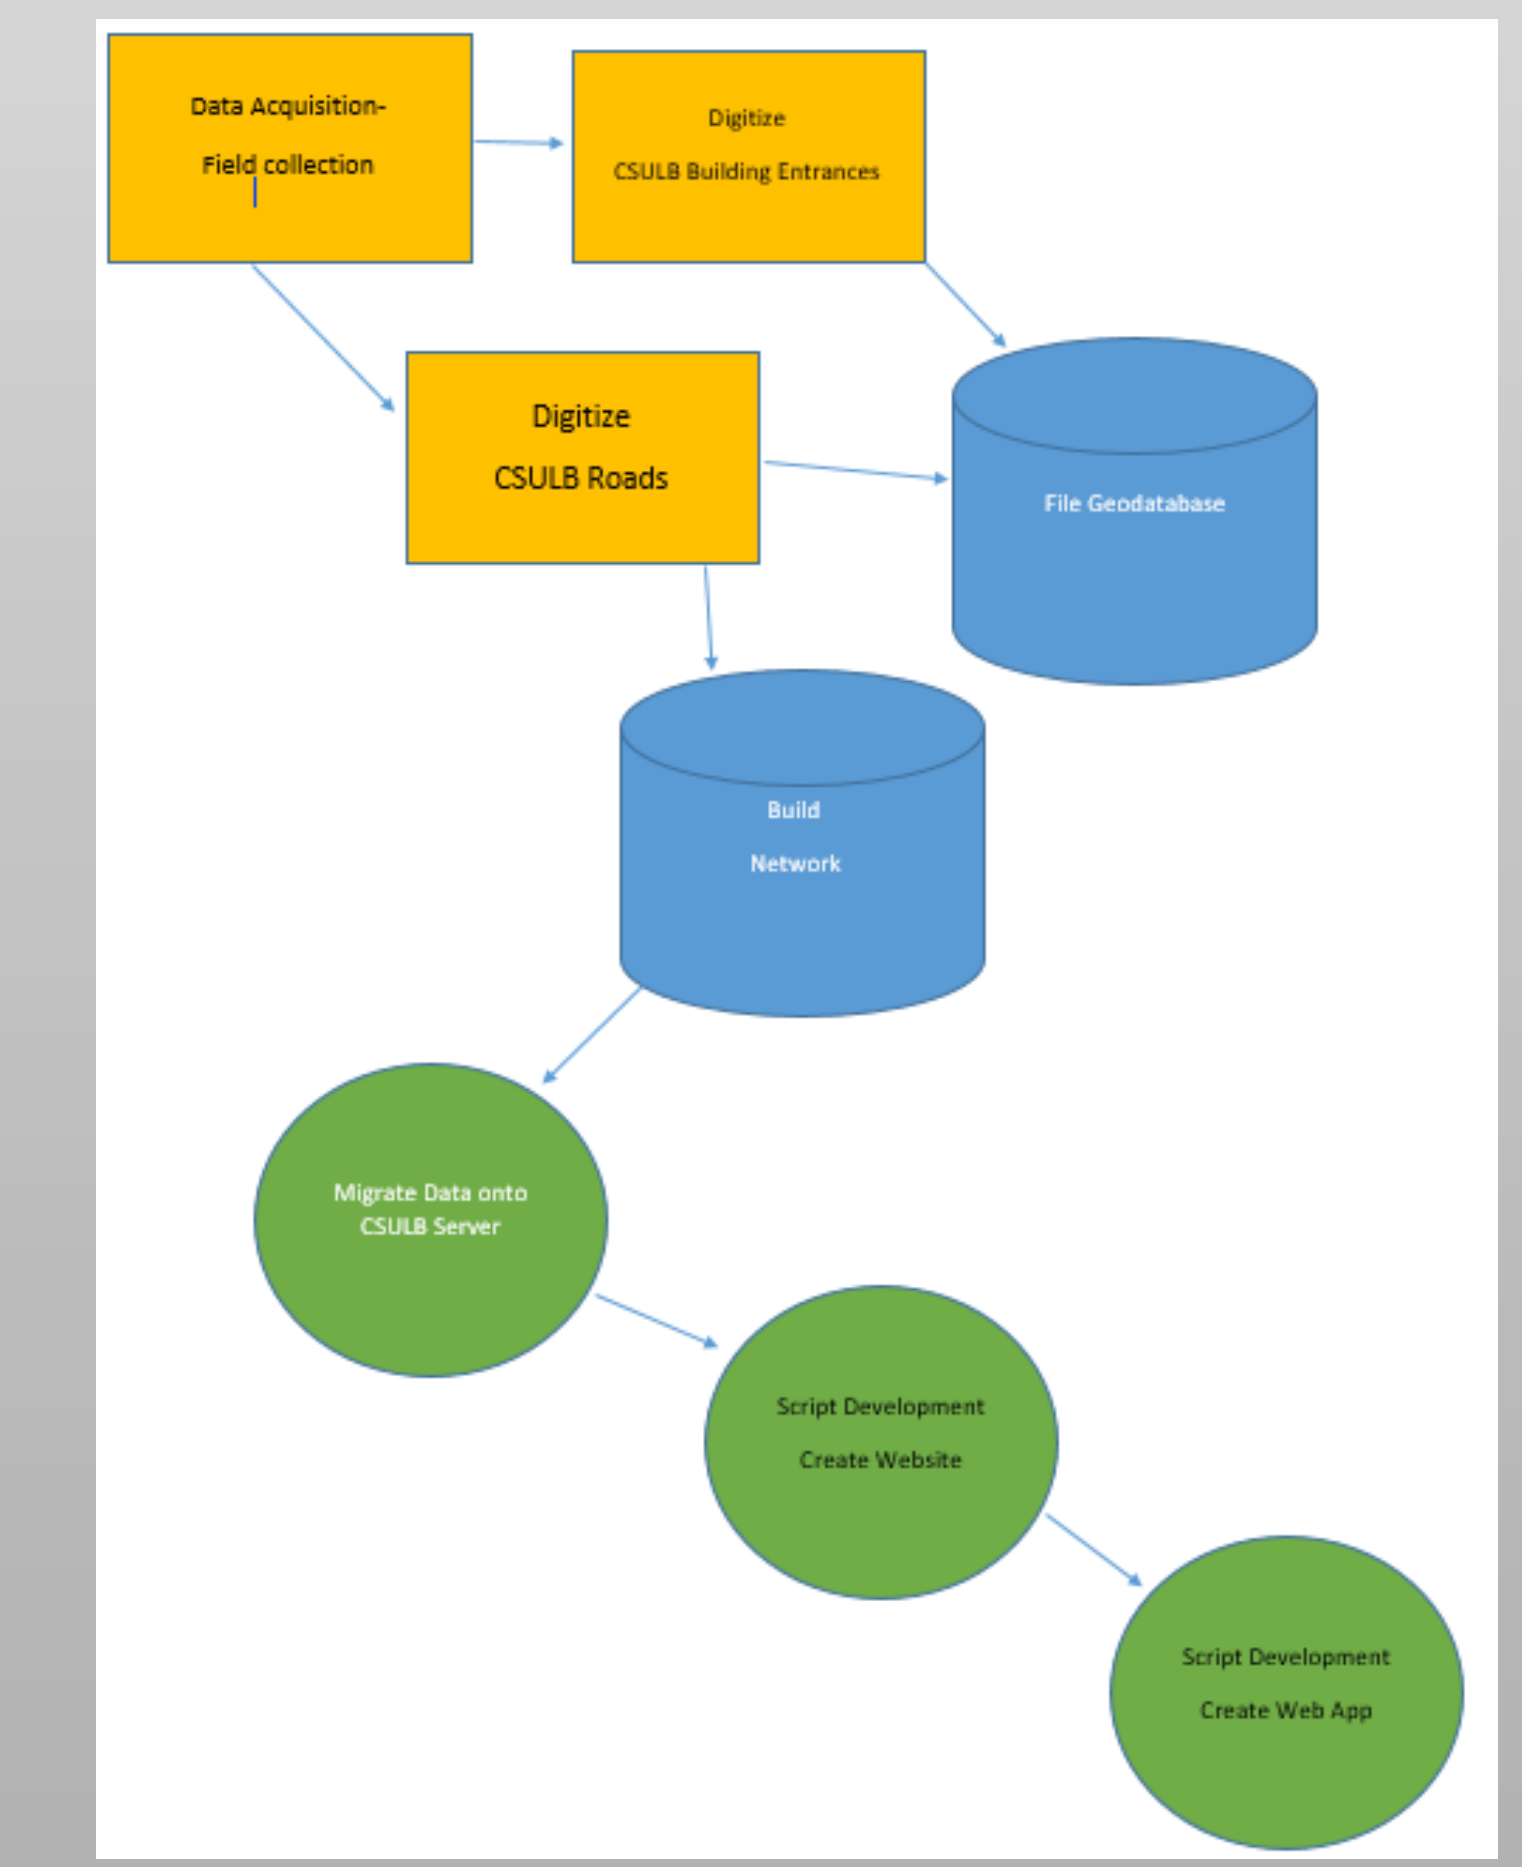 Data Acquisition-
Field collection
Digitize
CSULB Building Entrances
Digitize
CSULB Roads
File Geodatabase
Build
Network
Migrate Data onto
CSULB Server
Script Development
Create Website
Script Development
Create Web App